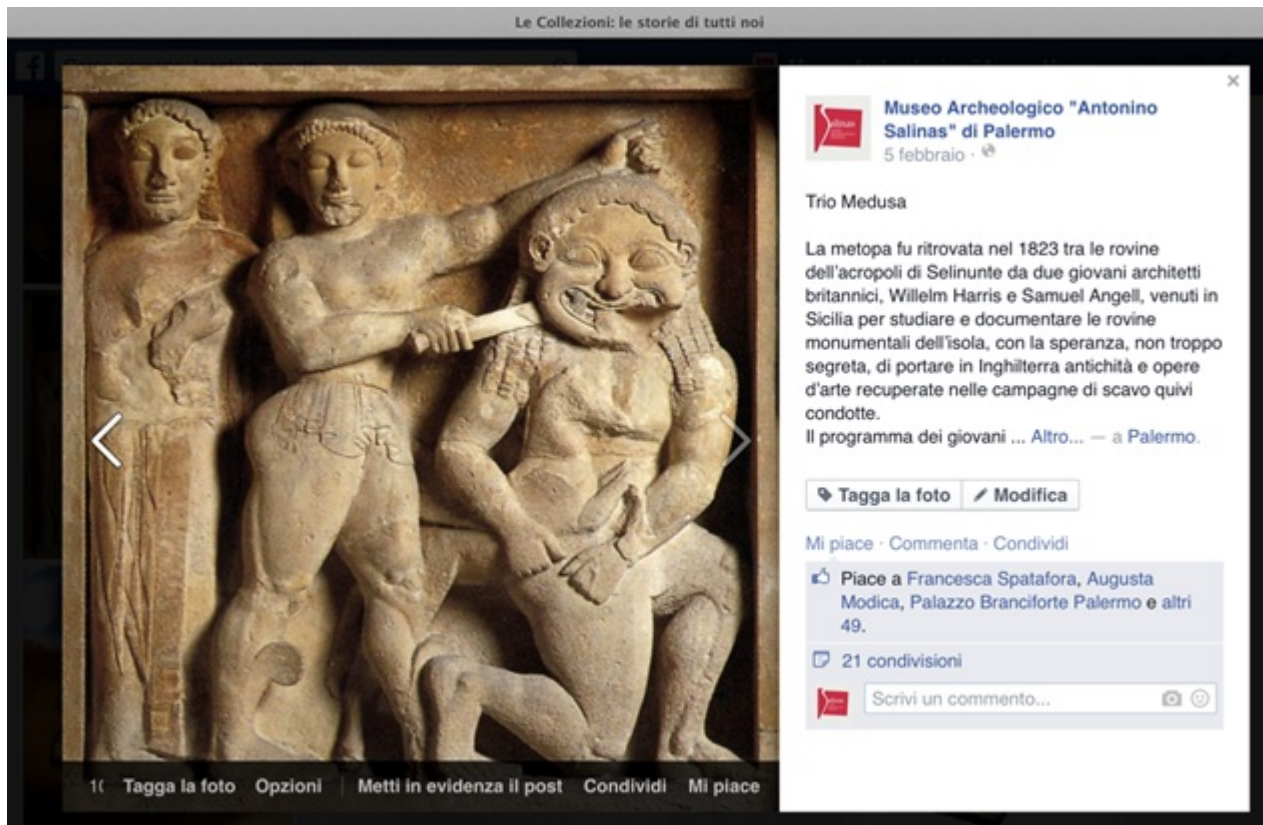 Le Collezioni: le storie di tutti noi
Museo Archeologico "Antonino
Salinas" di Palermo
5 febbraio ·
Trio Medusa
La metopa fu ritrovata nel 1823 tra le rovine
dell'acropoli di Selinunte da due giovani architetti
britannici, Willelm Harris e Samuel Angell, venuti in
Sicilia per studiare e documentare le rovine
monumentali dell'isola, con la speranza, non troppo
segreta, di portare in Inghilterra antichità e opere
d'arte recuperate nelle campagne di scavo quivi
condotte.
Il programma dei giovani ... Altro... — a Palermo.
Tagga la foto Modifica
Mi piace · Commenta · Condividi
Piace a Francesca Spatafora, Augusta
Modica, Palazzo Branciforte Palermo e altri
49.
21 condivisioni
Scrivi un commento...
Tagga la foto Opzioni Metti in evidenza il post Condividi Mi piace